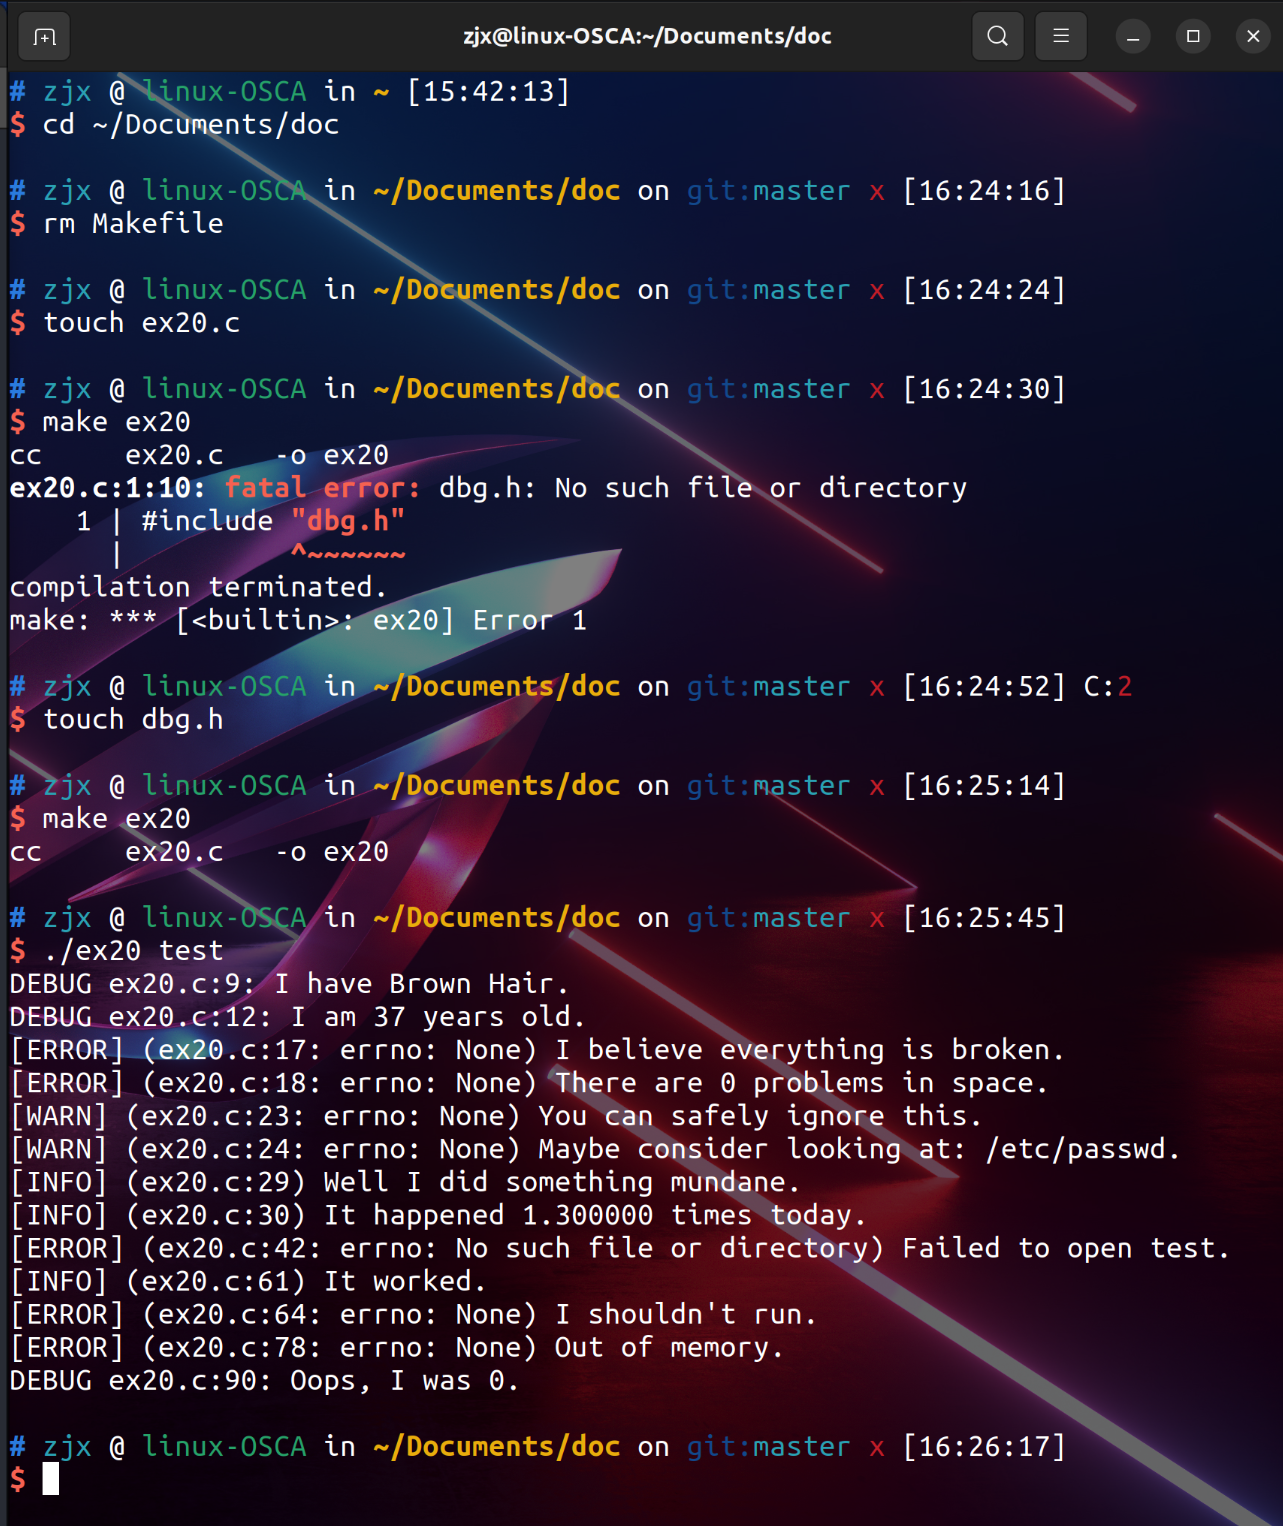 zjx@linux-OSCA:~/Documents/doc
# zjx @ linux-OSCA in ~ [15:42:13]
$ cd ~/Documents/doc
# zjx @ linux-OSCA in ~/Documents/doc on git:master x [16:24:16]
$ rm Makefile
# zjx @ linux-OSCA in ~/Documents/doc on git:master x [16:24:24]
$ touch ex20.c
# zjx @ linux-OSCA in ~/Documents/doc on git:master x [16:24:30]
$ make ex20
cc     ex20.c   -o ex20
ex20.c:1:10: fatal error: dbg.h: No such file or directory
    1 | #include "dbg.h"
      |          ^~~~~~~
compilation terminated.
make: *** [<builtin>: ex20] Error 1
# zjx @ linux-OSCA in ~/Documents/doc on git:master x [16:24:52] C:2
$ touch dbg.h
# zjx @ linux-OSCA in ~/Documents/doc on git:master x [16:25:14]
$ make ex20
cc     ex20.c   -o ex20
# zjx @ linux-OSCA in ~/Documents/doc on git:master x [16:25:45]
$ ./ex20 test
DEBUG ex20.c:9: I have Brown Hair.
DEBUG ex20.c:12: I am 37 years old.
[ERROR] (ex20.c:17: errno: None) I believe everything is broken.
[ERROR] (ex20.c:18: errno: None) There are 0 problems in space.
[WARN] (ex20.c:23: errno: None) You can safely ignore this.
[WARN] (ex20.c:24: errno: None) Maybe consider looking at: /etc/passwd.
[INFO] (ex20.c:29) Well I did something mundane.
[INFO] (ex20.c:30) It happened 1.300000 times today.
[ERROR] (ex20.c:42: errno: No such file or directory) Failed to open test.
[INFO] (ex20.c:61) It worked.
[ERROR] (ex20.c:64: errno: None) I shouldn't run.
[ERROR] (ex20.c:78: errno: None) Out of memory.
DEBUG ex20.c:90: Oops, I was 0.
# zjx @ linux-OSCA in ~/Documents/doc on git:master x [16:26:17]
$